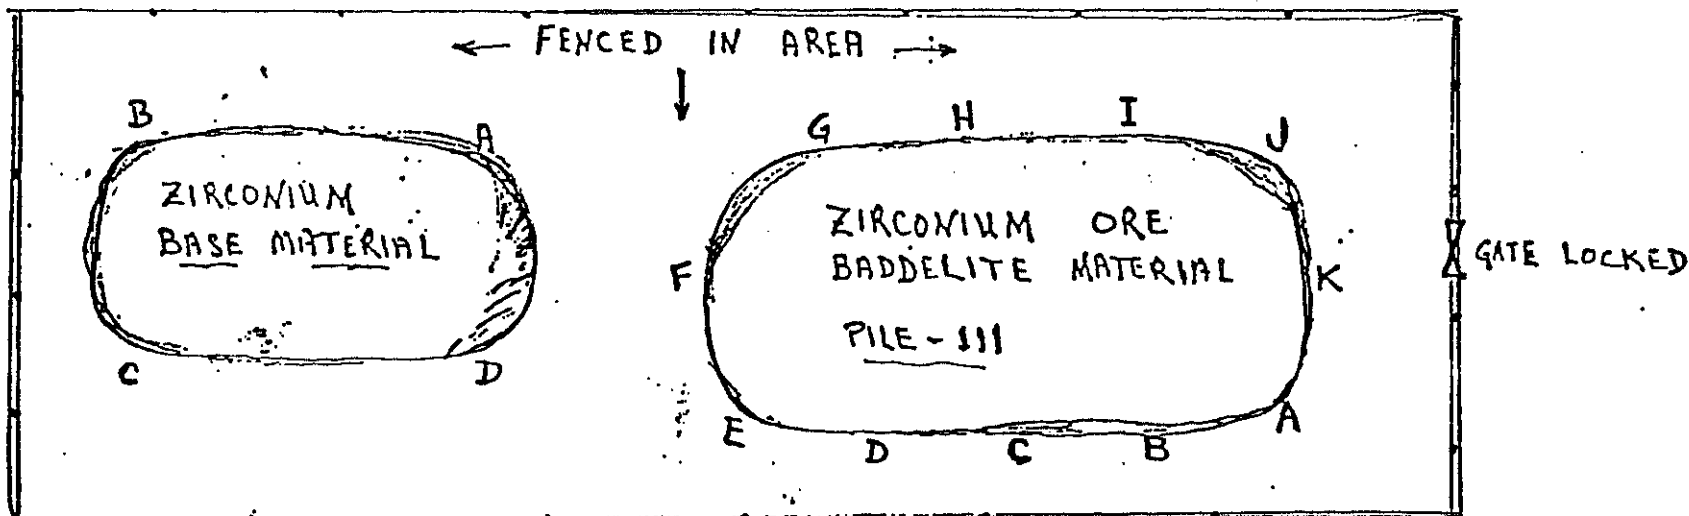 ← FENCED IN AREA →
B
A
ZIRCONIUM
BASE MATERIAL
C
D
G
H
I
J
ZIRCONIUM ORE
BADDELITE MATERIAL
F
K
PILE - III
E
D
C
B
A
GATE LOCKED